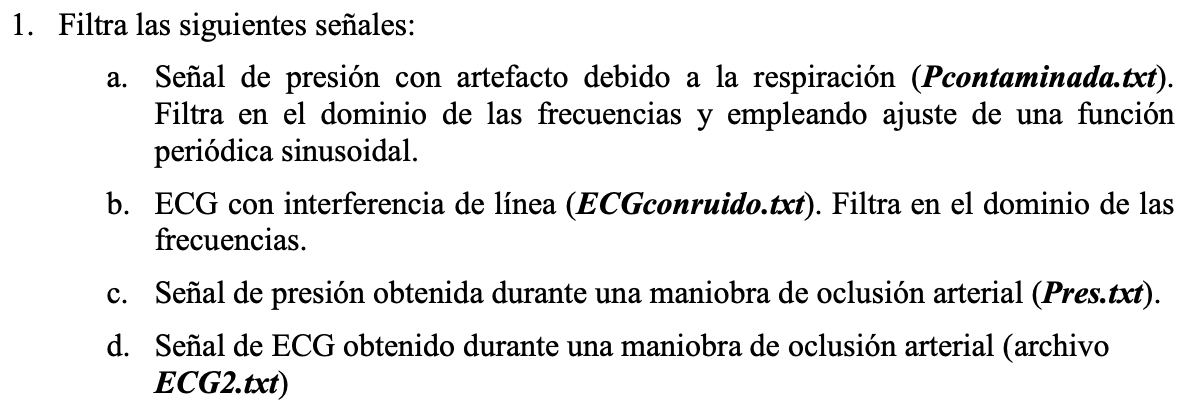 1. Filtra las siguientes señales:
a. Señal de presión con artefacto debido a la respiración (Pcontaminada.txt).
Filtra en el dominio de las frecuencias y empleando ajuste de una función
periódica sinusoidal.
b. ECG con interferencia de línea (ECGconruido.txt). Filtra en el dominio de las
frecuencias.
c. Señal de presión obtenida durante una maniobra de oclusión arterial (Pres.txt).
d. Señal de ECG obtenido durante una maniobra de oclusión arterial (archivo
ECG2.txt)